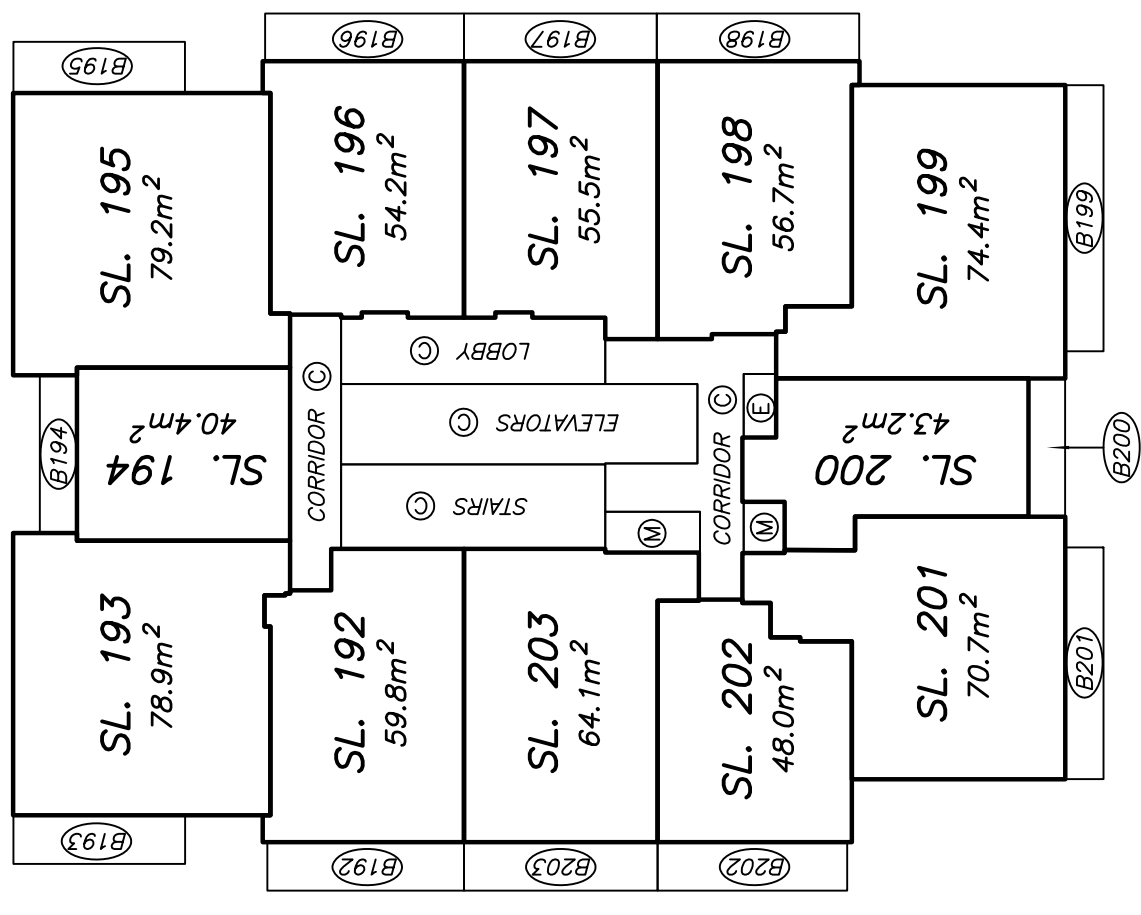 B195
B196
B197
B198
SL. 195
79.2m²
SL. 196
54.2m²
SL. 197
55.5m²
SL. 198
56.7m²
SL. 199
74.4m²
B199
B194
SL. 194
40.4m²
CORRIDOR C
LOBBY C
ELEVATORS C
STAIRS C
CORRIDOR C
E
M
M
SL. 200
43.2m²
B200
SL. 193
78.9m²
SL. 192
59.8m²
SL. 203
64.1m²
SL. 202
48.0m²
SL. 201
70.7m²
B201
B193
B192
B203
B202